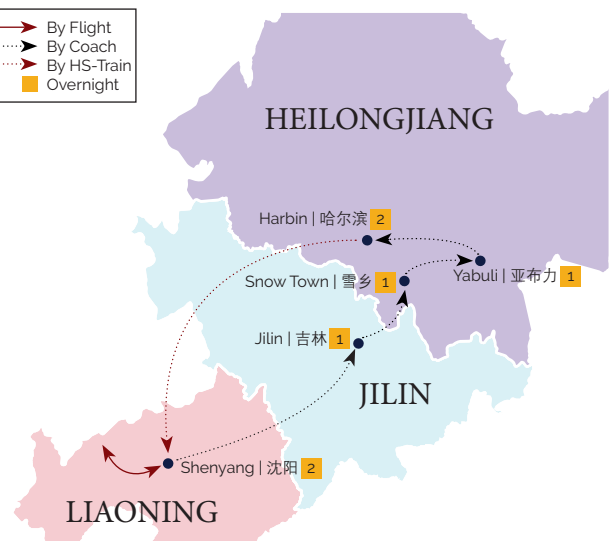 By Flight
By Coach
By HS-Train
Overnight
HEILONGJIANG
Harbin | 哈尔滨 2
Snow Town | 雪乡 1
Yabuli | 亚布力 1
Jilin | 吉林 1
JILIN
Shenyang | 沈阳 2
LIAONING